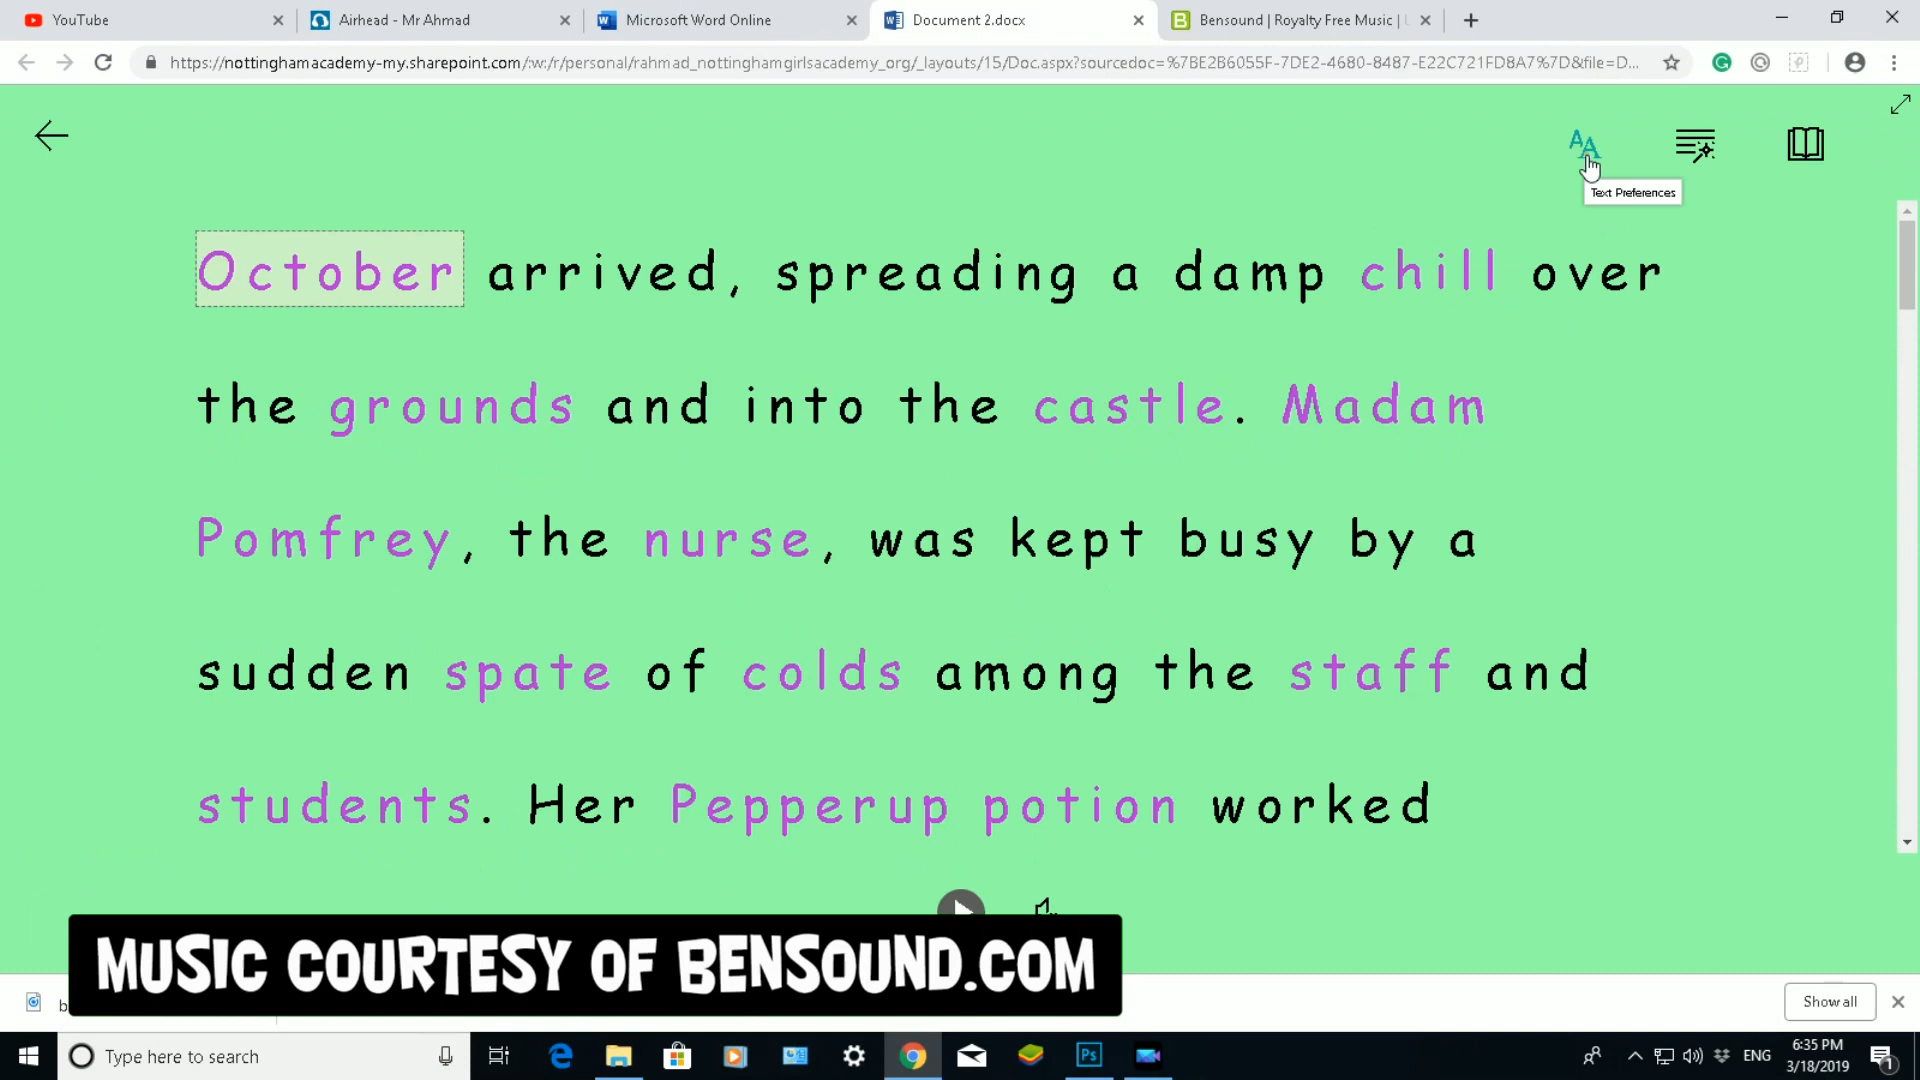 YouTube
Airhead - Mr Ahmad
Microsoft Word Online
Document 2.docx
Bensound | Royalty Free Music |
https://nottinghamacademy-my.sharepoint.com/:w:/r/personal/rahmad_nottinghamgirlsacademy_org/_layouts/15/Doc.aspx?sourcedoc=%7BE2B6055F-7DE2-4680-8487-E22C721FD8A7%7D&file=D...
Text Preferences
October arrived, spreading a damp chill over
the grounds and into the castle. Madam
Pomfrey, the nurse, was kept busy by a
sudden spate of colds among the staff and
students. Her Pepperup potion worked
MUSIC COURTESY OF BENSOUND.COM
Show all
Type here to search
Ps
ENG
6:35 PM
3/18/2019
1